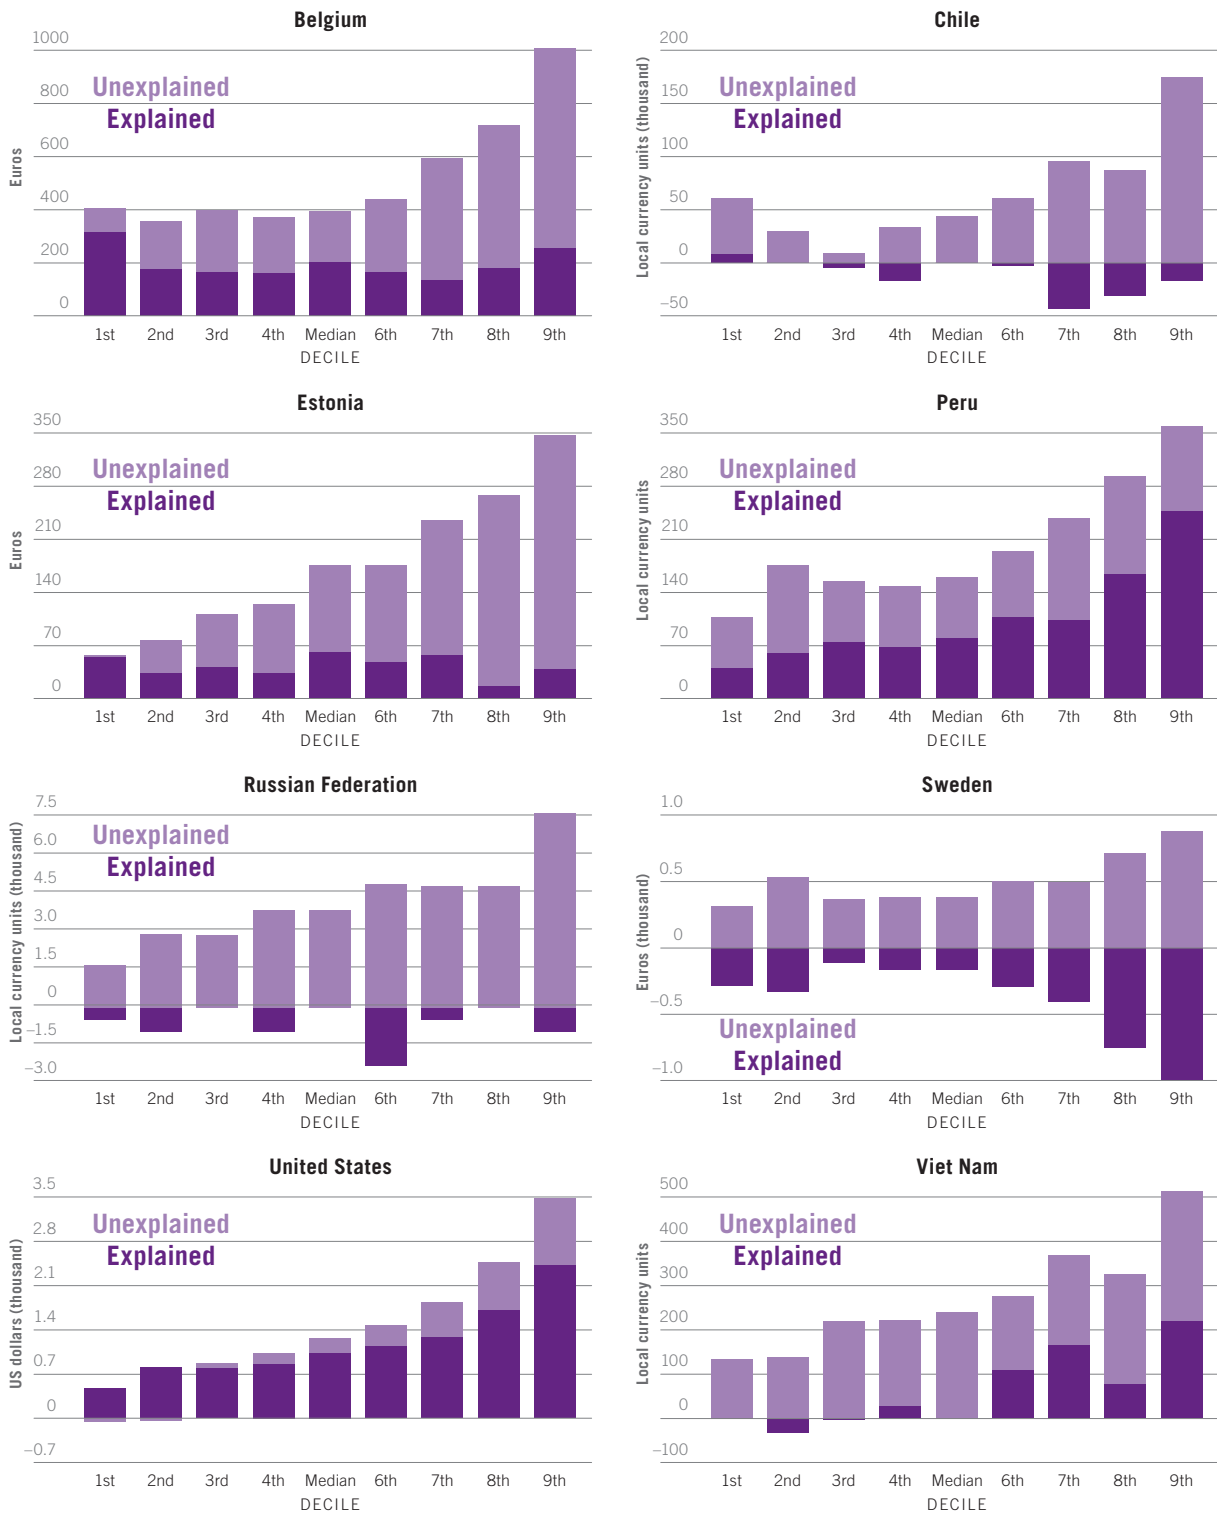 Belgium
Euros
1000
800
600
400
200
0
Unexplained
Explained
1st 2nd 3rd 4th Median 6th 7th 8th 9th
DECILE
Chile
Local currency units (thousand)
200
150
100
50
0
–50
Unexplained
Explained
1st 2nd 3rd 4th Median 6th 7th 8th 9th
DECILE
Estonia
Euros
350
280
210
140
70
0
Unexplained
Explained
1st 2nd 3rd 4th Median 6th 7th 8th 9th
DECILE
Peru
Local currency units
350
280
210
140
70
0
Unexplained
Explained
1st 2nd 3rd 4th Median 6th 7th 8th 9th
DECILE
Russian Federation
Local currency units (thousand)
7.5
6.0
4.5
3.0
1.5
0
–1.5
–3.0
Unexplained
Explained
1st 2nd 3rd 4th Median 6th 7th 8th 9th
DECILE
Sweden
Euros (thousand)
1.0
0.5
0
–0.5
–1.0
Unexplained
Explained
1st 2nd 3rd 4th Median 6th 7th 8th 9th
DECILE
United States
US dollars (thousand)
3.5
2.8
2.1
1.4
0.7
0
–0.7
Unexplained
Explained
1st 2nd 3rd 4th Median 6th 7th 8th 9th
DECILE
Viet Nam
Local currency units
500
400
300
200
100
0
–100
Unexplained
Explained
1st 2nd 3rd 4th Median 6th 7th 8th 9th
DECILE